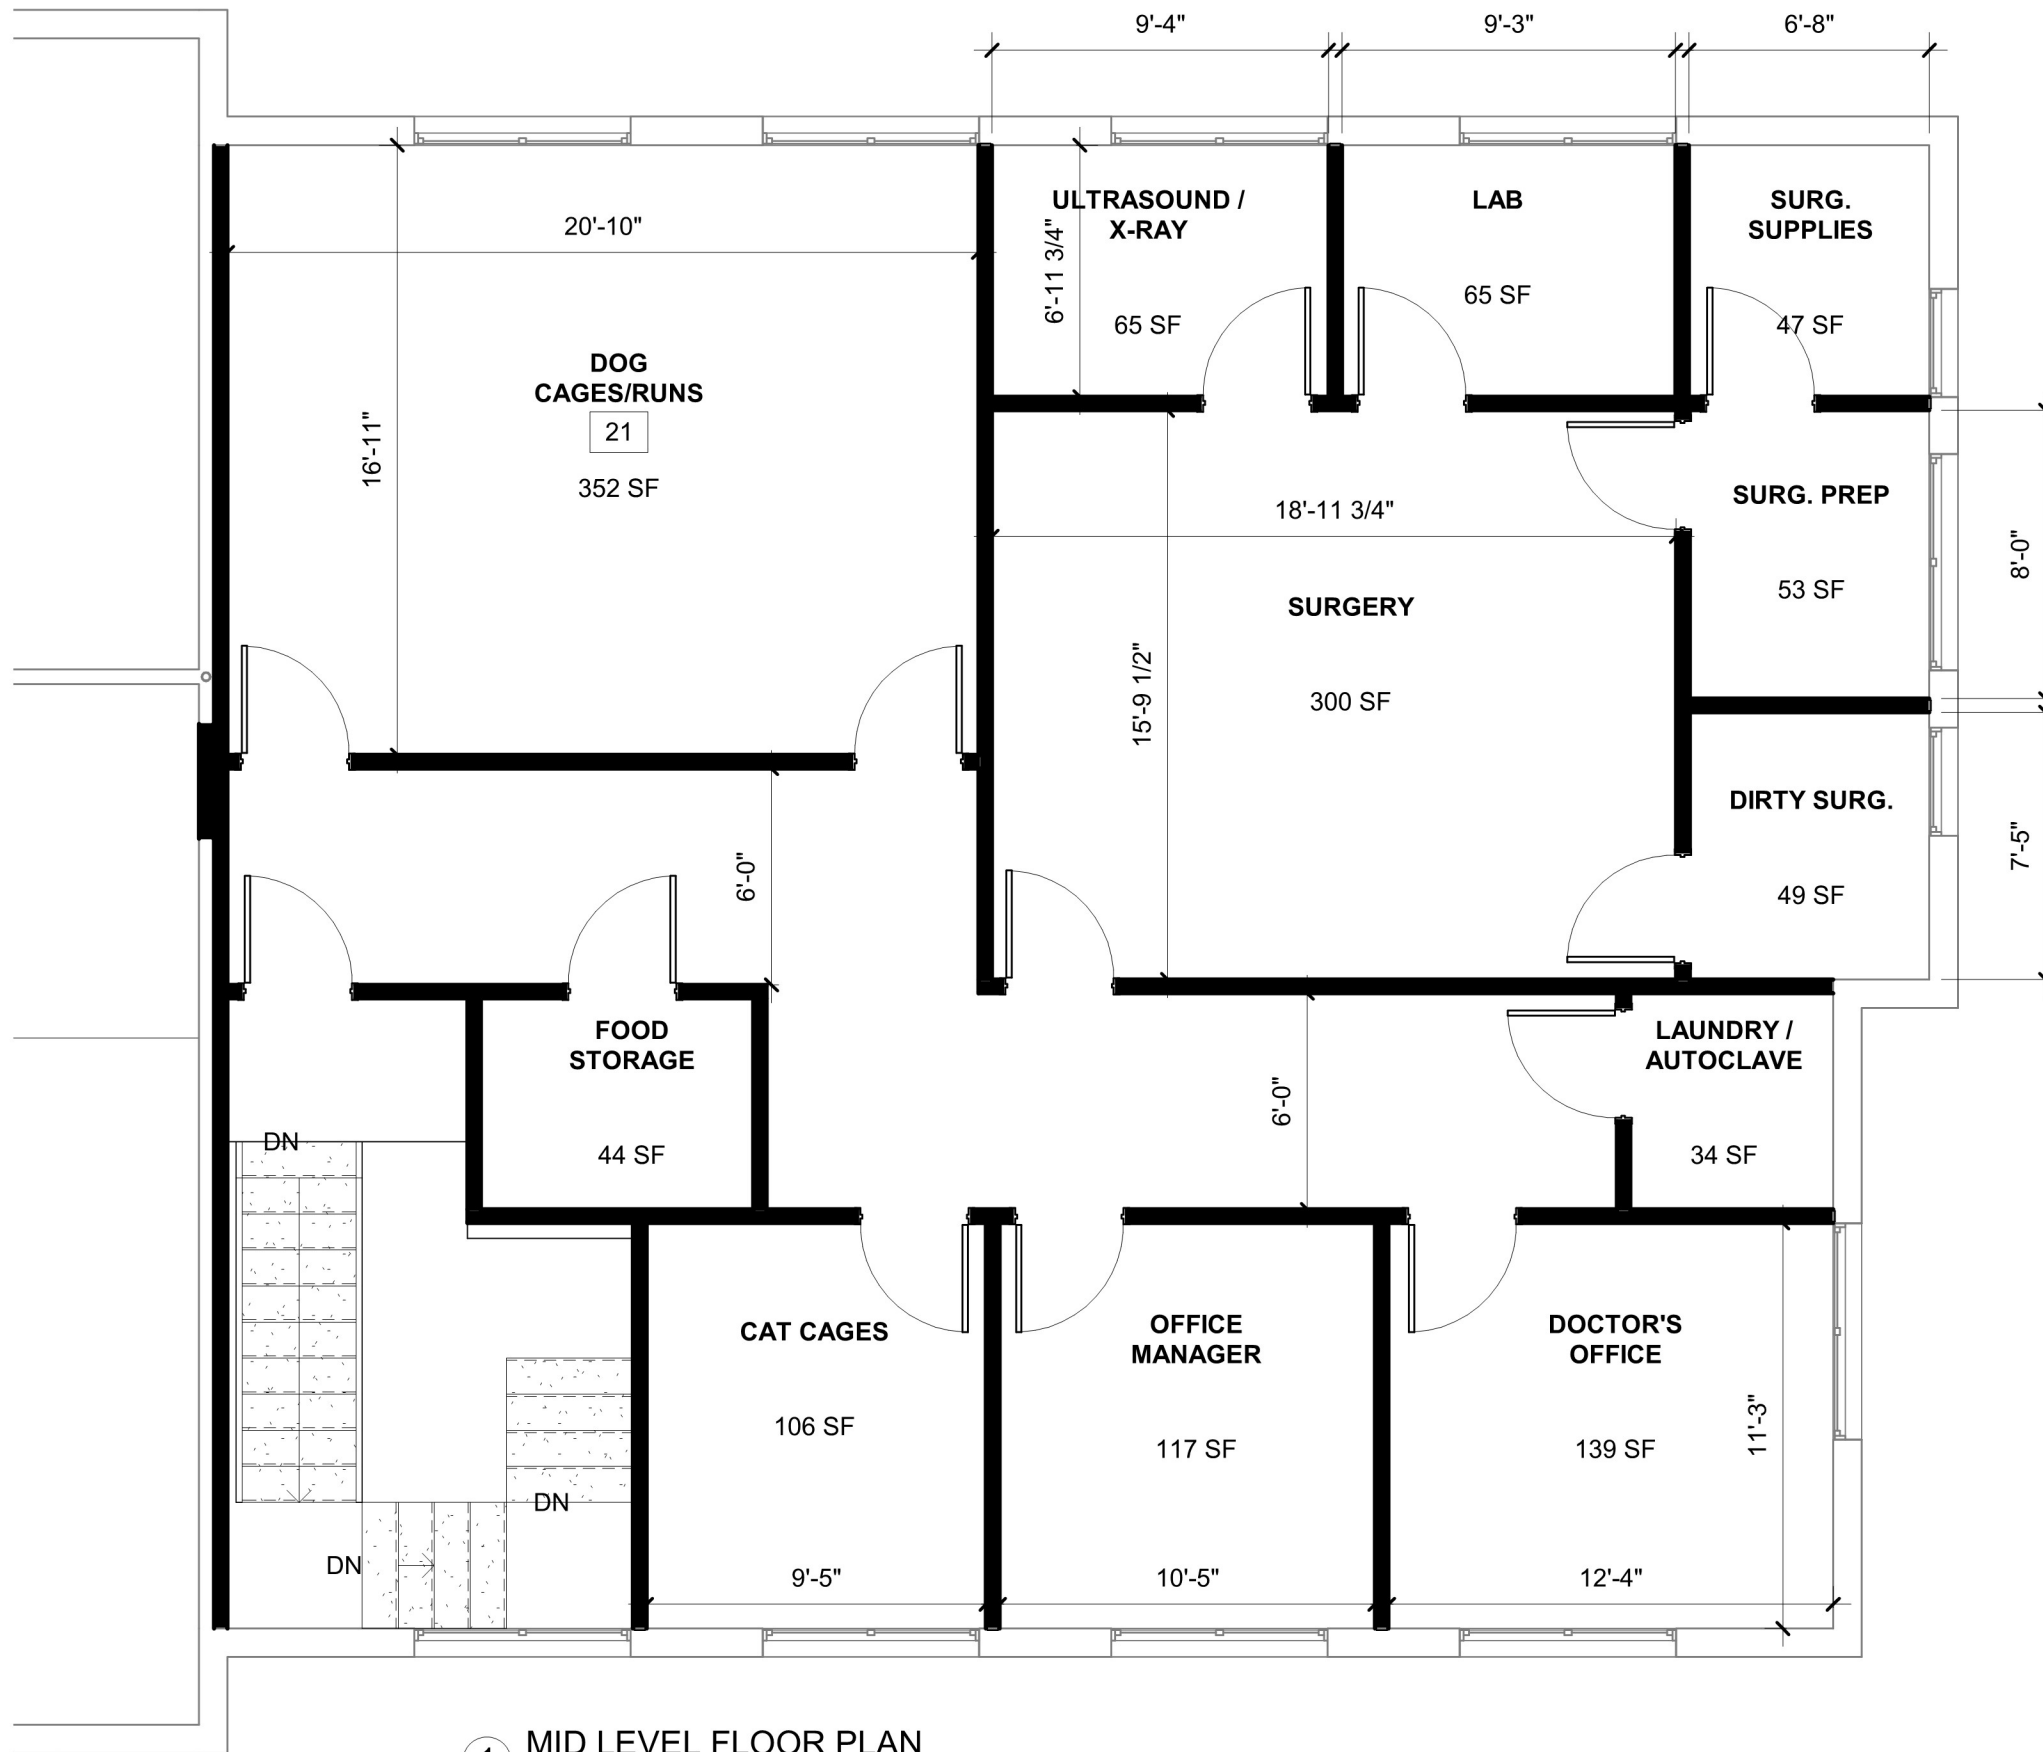 9'-4"
9'-3"
6'-8"
ULTRASOUND /
X-RAY
LAB
SURG.
SUPPLIES
20'-10"
6'-11 3/4"
65 SF
65 SF
47 SF
DOG
CAGES/RUNS
21
352 SF
16'-11"
18'-11 3/4"
SURG. PREP
53 SF
8'-0"
SURGERY
300 SF
15'-9 1/2"
DIRTY SURG.
49 SF
7'-5"
6'-0"
FOOD
STORAGE
44 SF
6'-0"
LAUNDRY /
AUTOCLAVE
34 SF
DN
CAT CAGES
106 SF
OFFICE
MANAGER
117 SF
DOCTOR'S
OFFICE
139 SF
11'-3"
DN
DN
9'-5"
10'-5"
12'-4"
1
MID LEVEL FLOOR PLAN